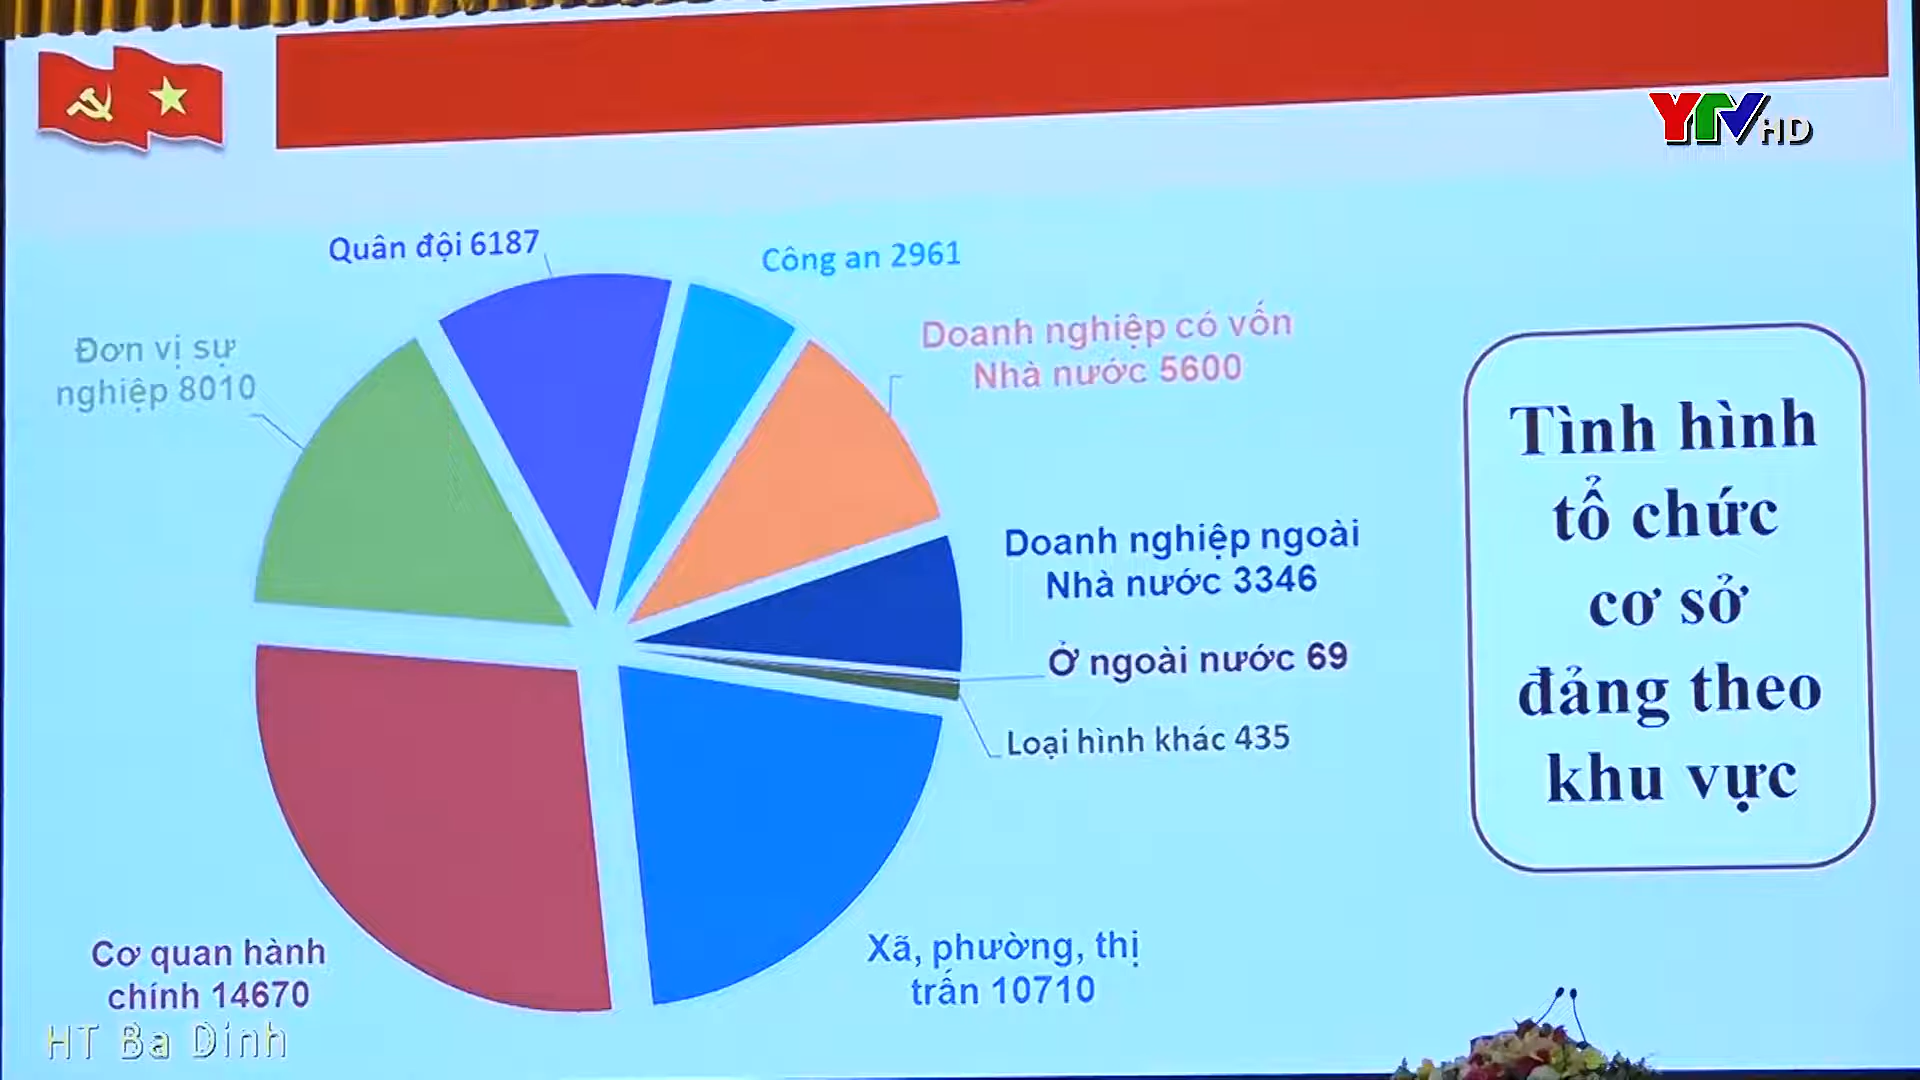 YTV HD
Quân đội 6187
Công an 2961
Đơn vị sự
nghiệp 8010
Doanh nghiệp có vốn
Nhà nước 5600
Doanh nghiệp ngoài
Nhà nước 3346
Ở ngoài nước 69
Loại hình khác 435
Cơ quan hành
chính 14670
Xã, phường, thị
trấn 10710
Tình hình
tổ chức
cơ sở
đảng theo
khu vực
HT Ba Dinh